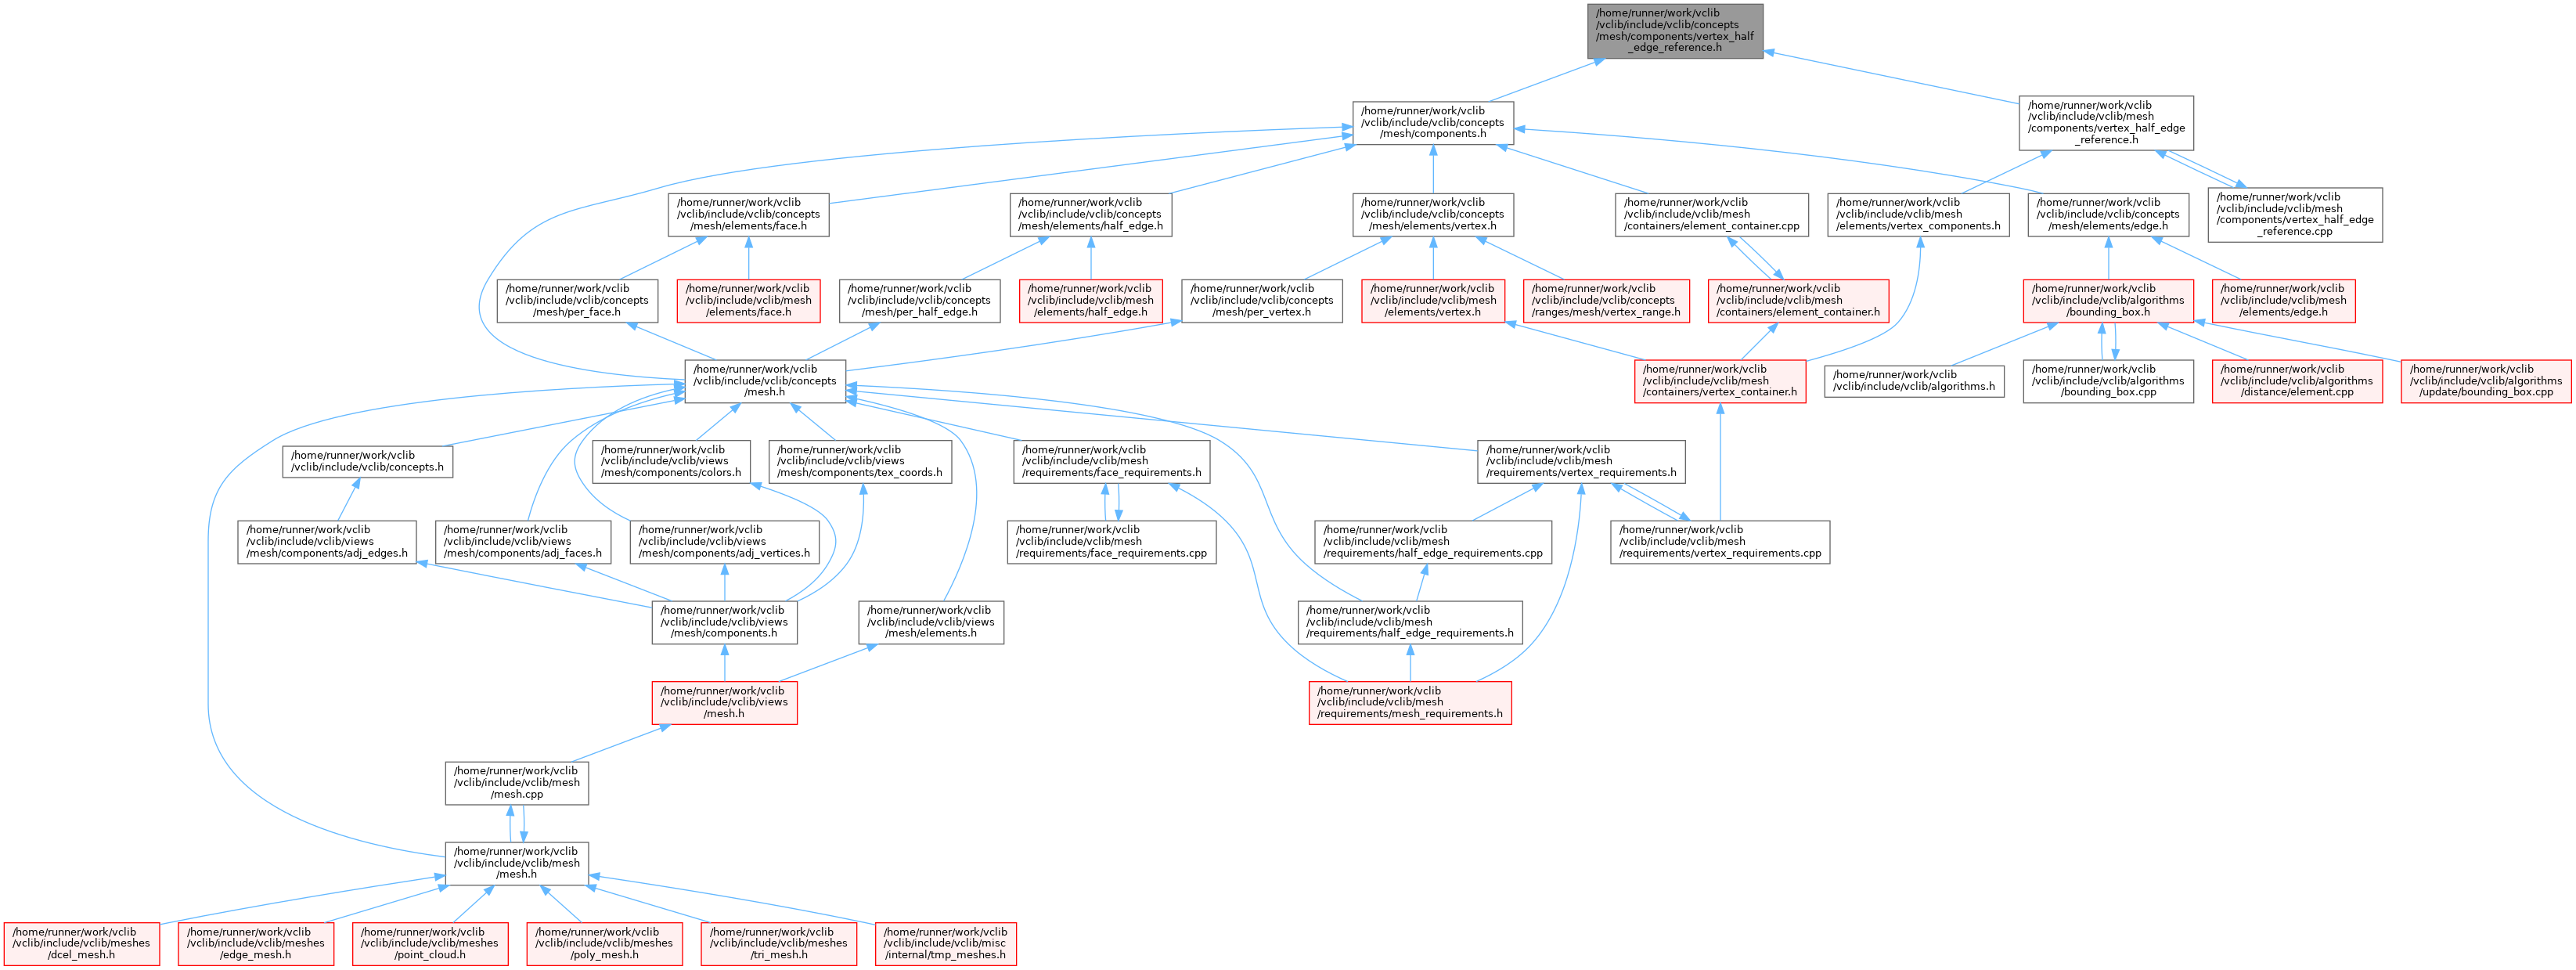 /home/runner/work/vclib
/vclib/include/vclib/concepts
/mesh/components/vertex_half
_edge_reference.h
/home/runner/work/vclib
/vclib/include/vclib/concepts
/mesh/components.h
/home/runner/work/vclib
/vclib/include/vclib/mesh
/components/vertex_half_edge
_reference.h
/home/runner/work/vclib
/vclib/include/vclib/concepts
/mesh/elements/face.h
/home/runner/work/vclib
/vclib/include/vclib/concepts
/mesh/elements/half_edge.h
/home/runner/work/vclib
/vclib/include/vclib/concepts
/mesh/elements/vertex.h
/home/runner/work/vclib
/vclib/include/vclib/mesh
/containers/element_container.cpp
/home/runner/work/vclib
/vclib/include/vclib/mesh
/elements/vertex_components.h
/home/runner/work/vclib
/vclib/include/vclib/concepts
/mesh/elements/edge.h
/home/runner/work/vclib
/vclib/include/vclib/mesh
/components/vertex_half_edge
_reference.cpp
/home/runner/work/vclib
/vclib/include/vclib/concepts
/mesh/per_face.h
/home/runner/work/vclib
/vclib/include/vclib/mesh
/elements/face.h
/home/runner/work/vclib
/vclib/include/vclib/concepts
/mesh/per_half_edge.h
/home/runner/work/vclib
/vclib/include/vclib/mesh
/elements/half_edge.h
/home/runner/work/vclib
/vclib/include/vclib/concepts
/mesh/per_vertex.h
/home/runner/work/vclib
/vclib/include/vclib/mesh
/elements/vertex.h
/home/runner/work/vclib
/vclib/include/vclib/concepts
/ranges/mesh/vertex_range.h
/home/runner/work/vclib
/vclib/include/vclib/mesh
/containers/element_container.h
/home/runner/work/vclib
/vclib/include/vclib/algorithms
/bounding_box.h
/home/runner/work/vclib
/vclib/include/vclib/mesh
/elements/edge.h
/home/runner/work/vclib
/vclib/include/vclib/concepts
/mesh.h
/home/runner/work/vclib
/vclib/include/vclib/mesh
/containers/vertex_container.h
/home/runner/work/vclib
/vclib/include/vclib/algorithms.h
/home/runner/work/vclib
/vclib/include/vclib/algorithms
/bounding_box.cpp
/home/runner/work/vclib
/vclib/include/vclib/algorithms
/distance/element.cpp
/home/runner/work/vclib
/vclib/include/vclib/algorithms
/update/bounding_box.cpp
/home/runner/work/vclib
/vclib/include/vclib/concepts.h
/home/runner/work/vclib
/vclib/include/vclib/views
/mesh/components/colors.h
/home/runner/work/vclib
/vclib/include/vclib/views
/mesh/components/tex_coords.h
/home/runner/work/vclib
/vclib/include/vclib/mesh
/requirements/face_requirements.h
/home/runner/work/vclib
/vclib/include/vclib/mesh
/requirements/vertex_requirements.h
/home/runner/work/vclib
/vclib/include/vclib/views
/mesh/components/adj_edges.h
/home/runner/work/vclib
/vclib/include/vclib/views
/mesh/components/adj_faces.h
/home/runner/work/vclib
/vclib/include/vclib/views
/mesh/components/adj_vertices.h
/home/runner/work/vclib
/vclib/include/vclib/mesh
/requirements/face_requirements.cpp
/home/runner/work/vclib
/vclib/include/vclib/mesh
/requirements/half_edge_requirements.cpp
/home/runner/work/vclib
/vclib/include/vclib/mesh
/requirements/vertex_requirements.cpp
/home/runner/work/vclib
/vclib/include/vclib/views
/mesh/components.h
/home/runner/work/vclib
/vclib/include/vclib/views
/mesh/elements.h
/home/runner/work/vclib
/vclib/include/vclib/mesh
/requirements/half_edge_requirements.h
/home/runner/work/vclib
/vclib/include/vclib/views
/mesh.h
/home/runner/work/vclib
/vclib/include/vclib/mesh
/requirements/mesh_requirements.h
/home/runner/work/vclib
/vclib/include/vclib/mesh
/mesh.cpp
/home/runner/work/vclib
/vclib/include/vclib/mesh
/mesh.h
/home/runner/work/vclib
/vclib/include/vclib/meshes
/dcel_mesh.h
/home/runner/work/vclib
/vclib/include/vclib/meshes
/edge_mesh.h
/home/runner/work/vclib
/vclib/include/vclib/meshes
/point_cloud.h
/home/runner/work/vclib
/vclib/include/vclib/meshes
/poly_mesh.h
/home/runner/work/vclib
/vclib/include/vclib/meshes
/tri_mesh.h
/home/runner/work/vclib
/vclib/include/vclib/misc
/internal/tmp_meshes.h